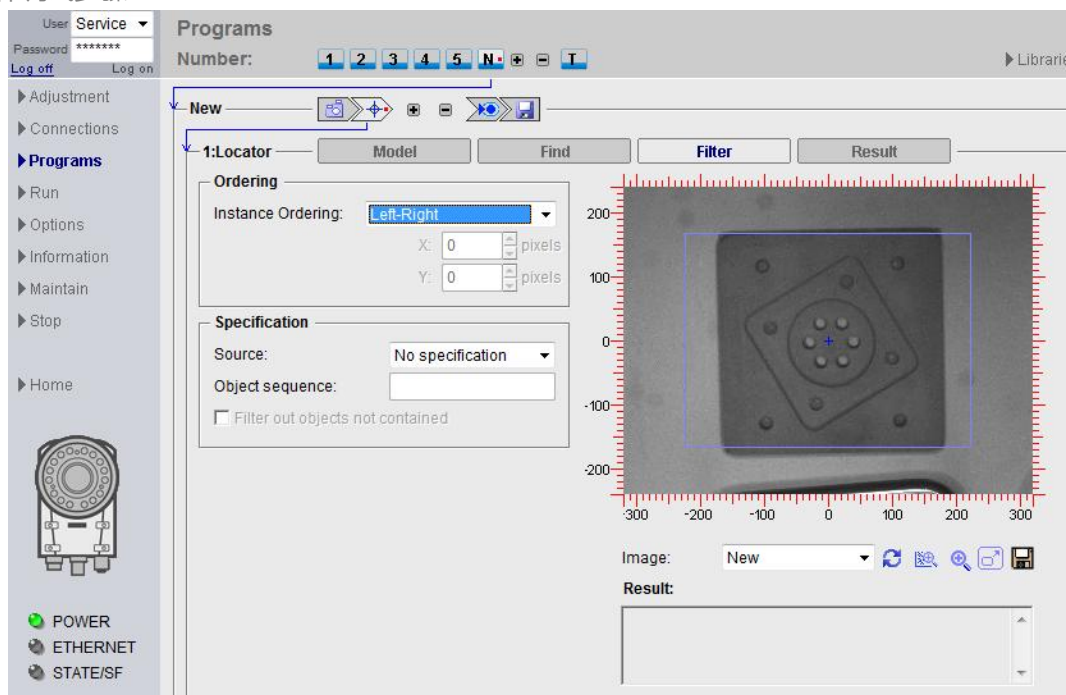 User Service
Password *******
Log off Log on
Programs
Number: 1 2 3 4 5 N T
Adjustment
Connections
Programs
Run
Options
Information
Maintain
Stop
Home
POWER
ETHERNET
STATE/SF
New
1:Locator Model Find Filter Result
Ordering
Instance Ordering: Left-Right
X: 0 pixels
Y: 0 pixels
Specification
Source: No specification
Object sequence:
Filter out objects not contained
200
100
0
-100
-200
-300 -200 -100 0 100 200 300
Image: New
Result: